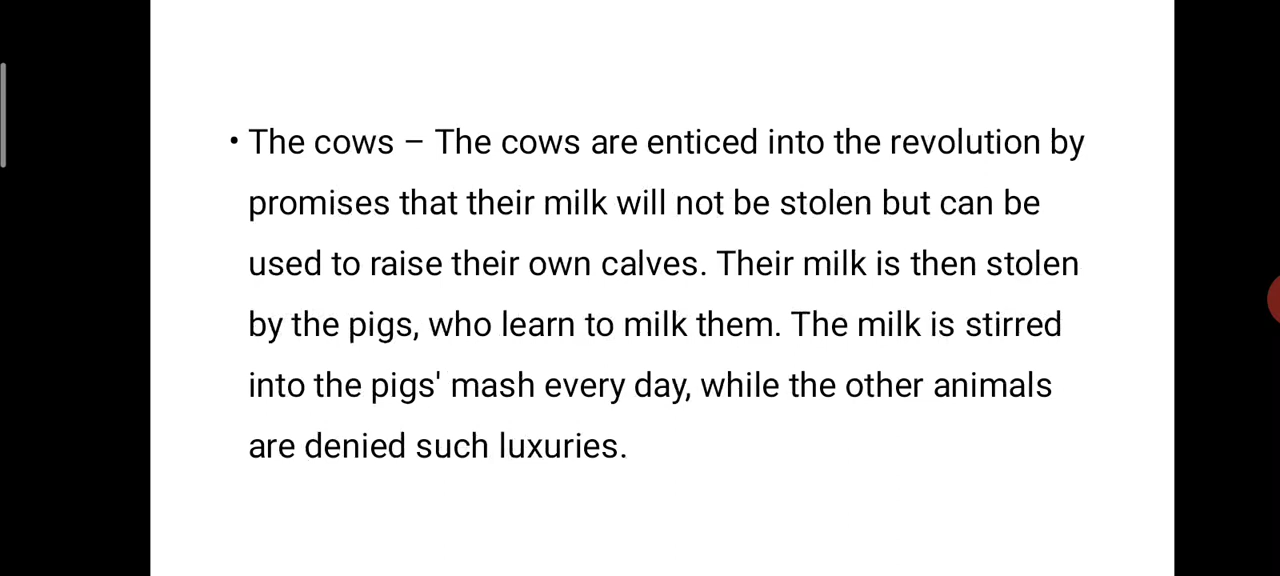 • The cows – The cows are enticed into the revolution by
promises that their milk will not be stolen but can be
used to raise their own calves. Their milk is then stolen
by the pigs, who learn to milk them. The milk is stirred
into the pigs' mash every day, while the other animals
are denied such luxuries.